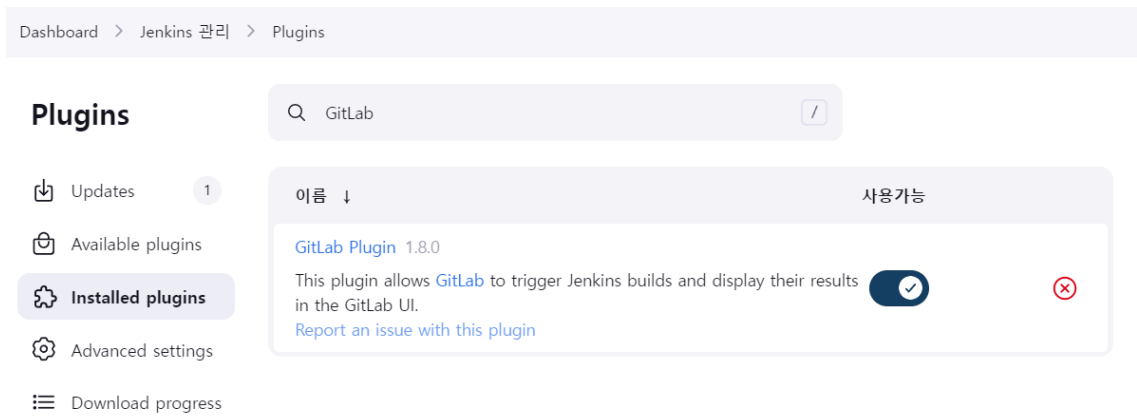 Dashboard > Jenkins 관리 > Plugins
Plugins
GitLab
/
Updates 1
Available plugins
Installed plugins
Advanced settings
Download progress
이름 ↓ 사용가능
GitLab Plugin 1.8.0
This plugin allows GitLab to trigger Jenkins builds and display their results
in the GitLab UI.
Report an issue with this plugin